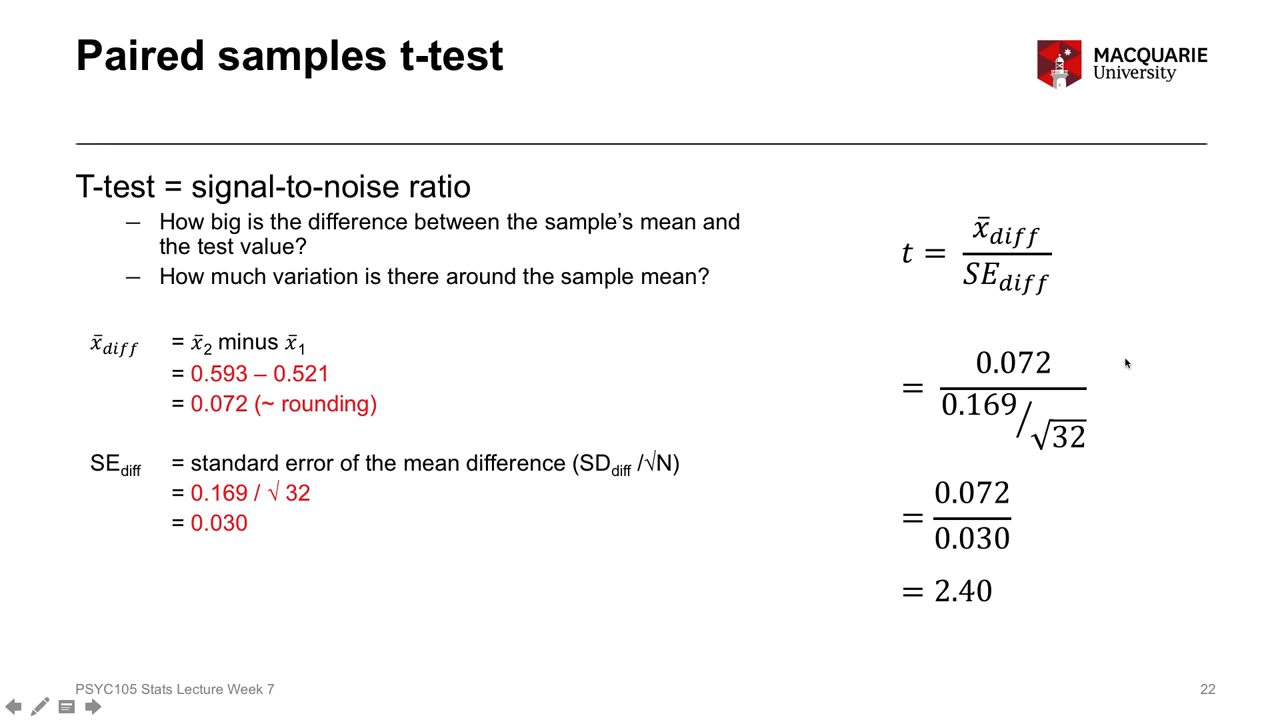 Paired samples t-test
MACQUARIE
University
T-test = signal-to-noise ratio
– How big is the difference between the sample's mean and
the test value?
– How much variation is there around the sample mean?
x̄diff = x̄2 minus x̄1
= 0.593 – 0.521
= 0.072 (~ rounding)
SEdiff = standard error of the mean difference (SDdiff /√N)
= 0.169 / √ 32
= 0.030
t = x̄diff / SEdiff
= 0.072 / (0.169/√32)
= 0.072 / 0.030
= 2.40
PSYC105 Stats Lecture Week 7
22